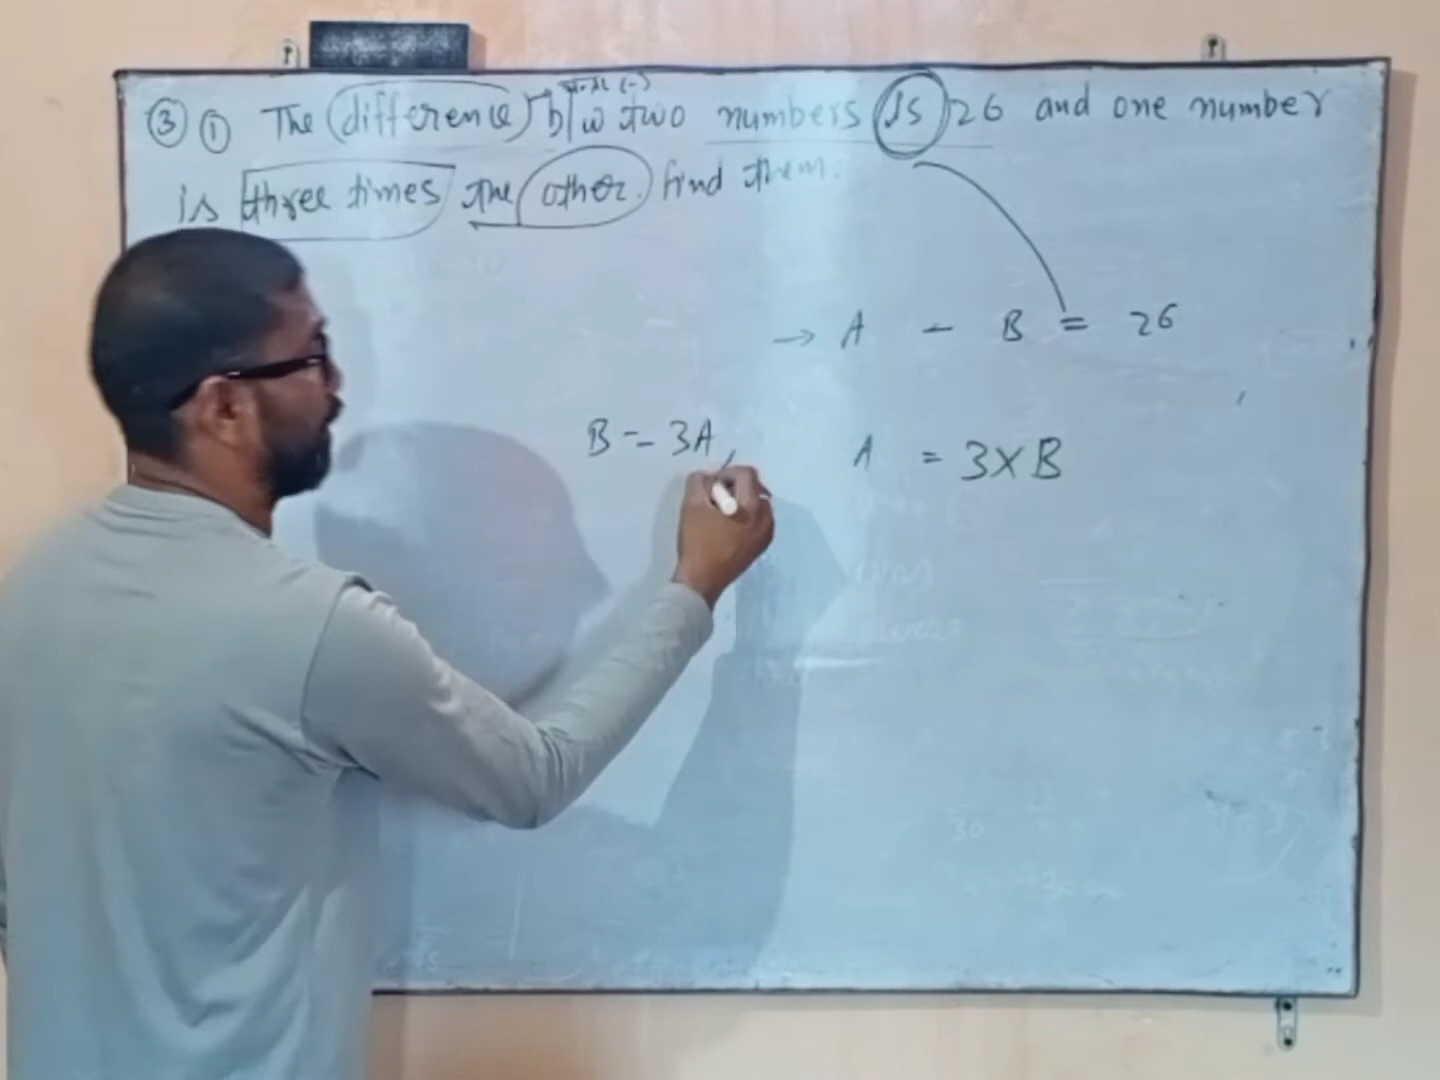 ③ ① The difference b/w two numbers is 26 and one number
is three times the other. find them.
→ A - B = 26
B = 3A,
A = 3 × B